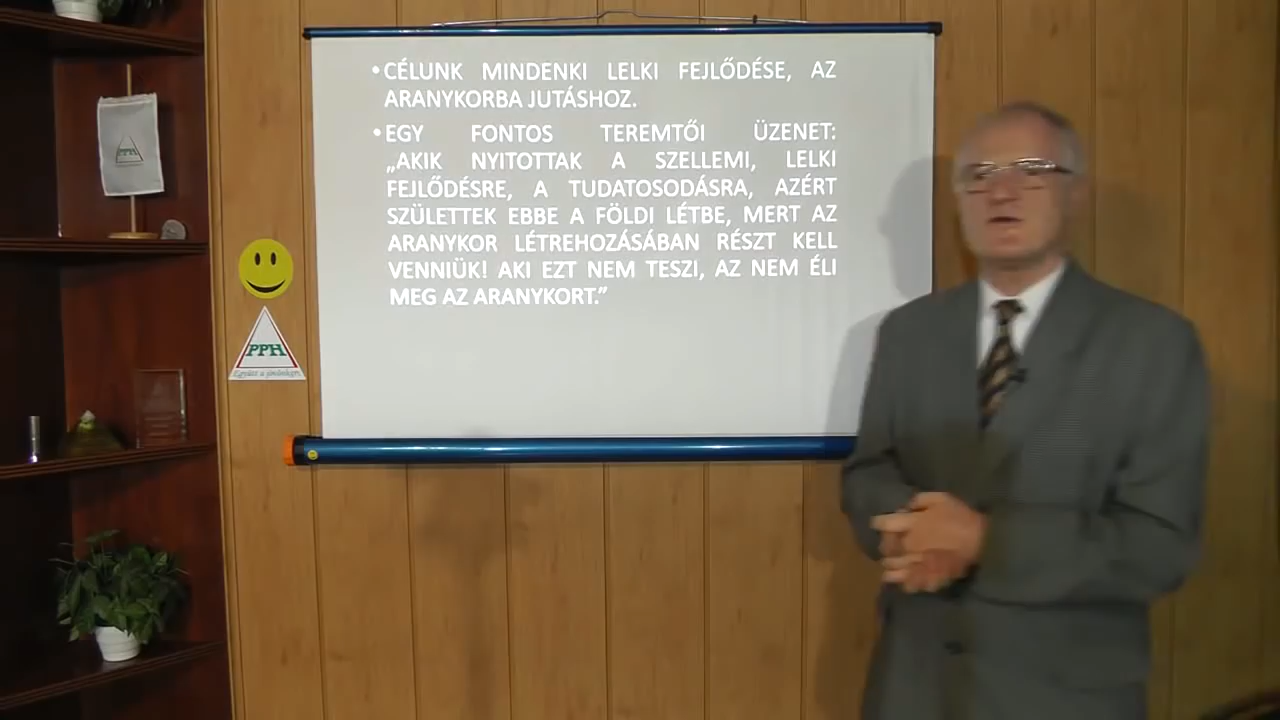 •CÉLUNK MINDENKI LELKI FEJLŐDÉSE, AZ
ARANYKORBA JUTÁSHOZ.
•EGY FONTOS TEREMTŐI ÜZENET:
„AKIK NYITOTTAK A SZELLEMI, LELKI
FEJLŐDÉSRE, A TUDATOSODÁSRA, AZÉRT
SZÜLETTEK EBBE A FÖLDI LÉTBE, MERT AZ
ARANYKOR LÉTREHOZÁSÁBAN RÉSZT KELL
VENNIÜK! AKI EZT NEM TESZI, AZ NEM ÉLI
MEG AZ ARANYKORT.”
PPH
PPH
Együtt a jövőnkért